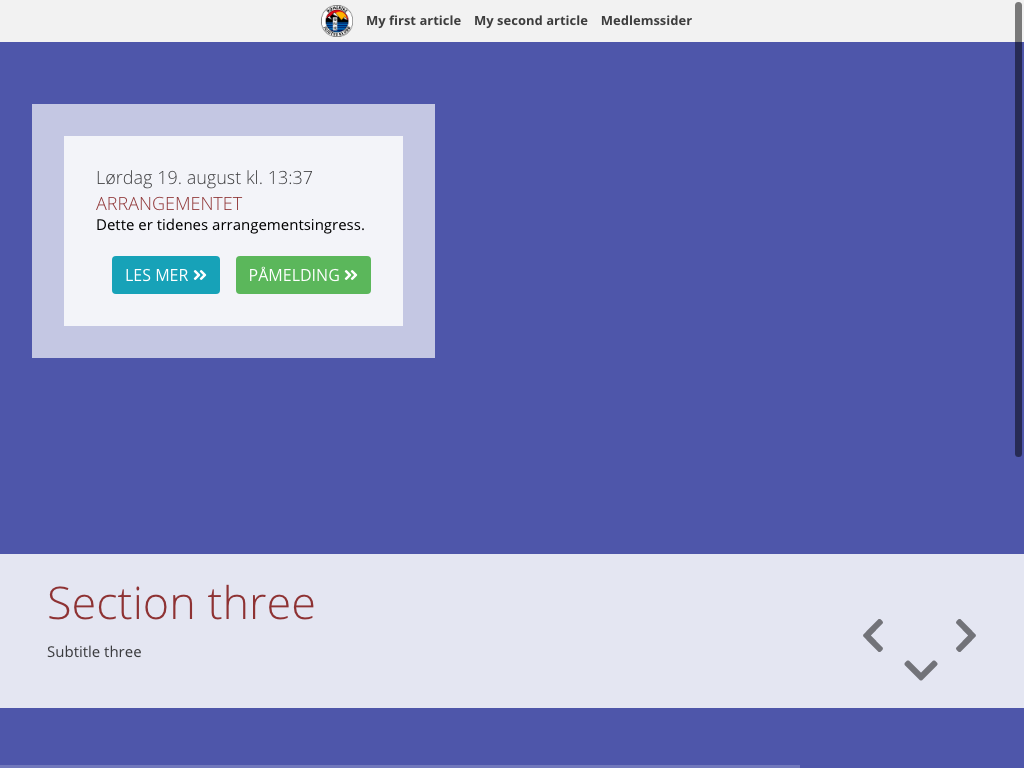 My first article My second article Medlemssider
Lørdag 19. august kl. 13:37
ARRANGEMENTET
Dette er tidenes arrangementsingress.
LES MER PÅMELDING
Section three
Subtitle three